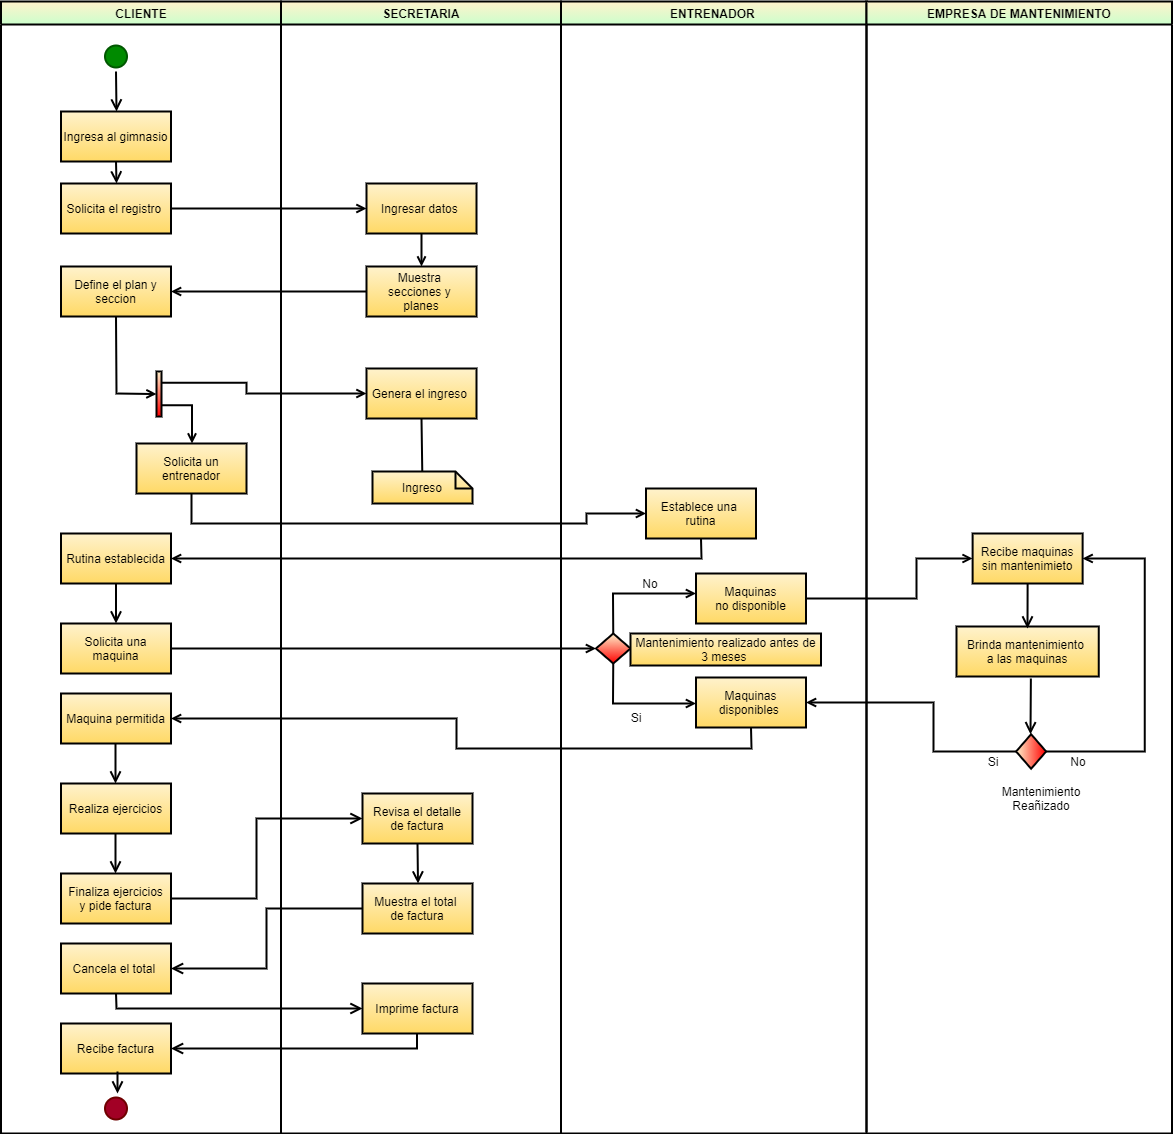 CLIENTE
SECRETARIA
ENTRENADOR
EMPRESA DE MANTENIMIENTO
Ingresa al gimnasio
Solicita el registro
Ingresar datos
Define el plan y
seccion
Muestra
secciones y
planes
Genera el ingreso
Solicita un
entrenador
Ingreso
Establece una
rutina
Rutina establecida
Recibe maquinas
sin mantenimieto
No
Maquinas
no disponible
Solicita una
maquina
Mantenimiento realizado antes de
3 meses
Brinda mantenimiento
a las maquinas
Maquinas
disponibles
Si
Maquina permitida
Si
No
Mantenimiento
Reañizado
Realiza ejercicios
Revisa el detalle
de factura
Finaliza ejercicios
y pide factura
Muestra el total
de factura
Cancela el total
Imprime factura
Recibe factura